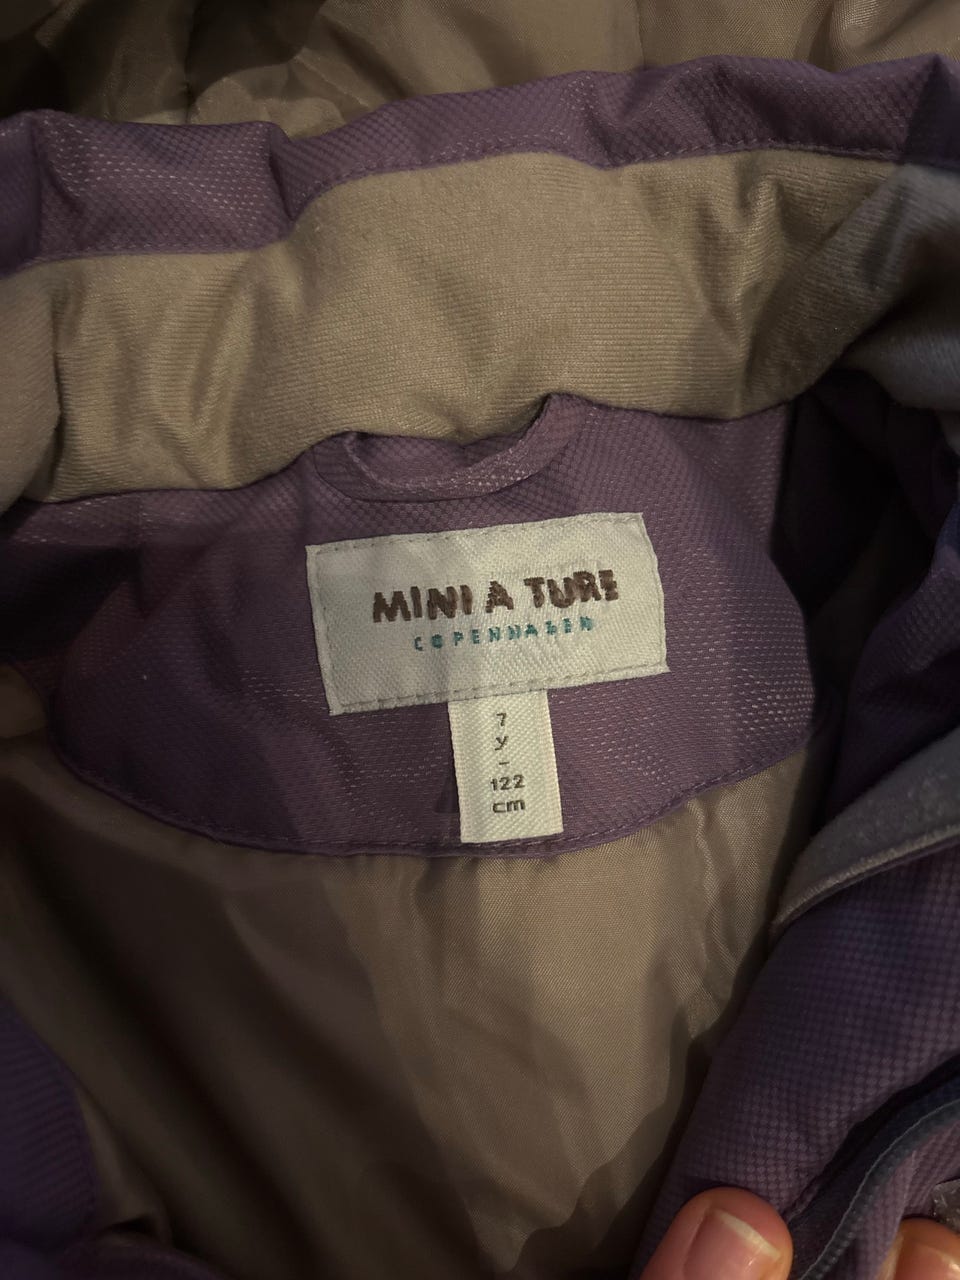 MINI A TURE
COPENHAGEN
7
y
-
122
cm